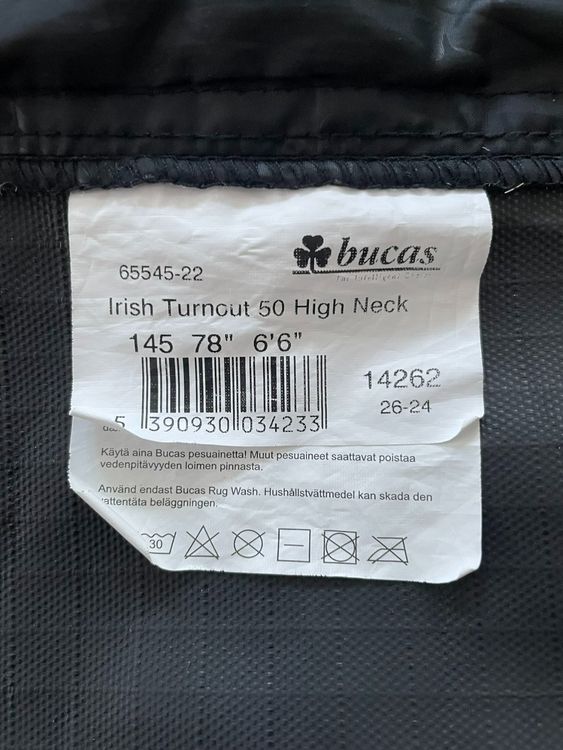 bucas
65545-22
Irish Turnout 50 High Neck
145 78" 6'6"
14262
5 390930 034233
26-24
Käytä aina Bucas pesuainetta! Muut pesuaineet saattavat poistaa
vedenpitävyyden loimen pinnasta.
Använd endast Bucas Rug Wash. Hushållstvättmedel kan skada den
vattentäta beläggningen.
30